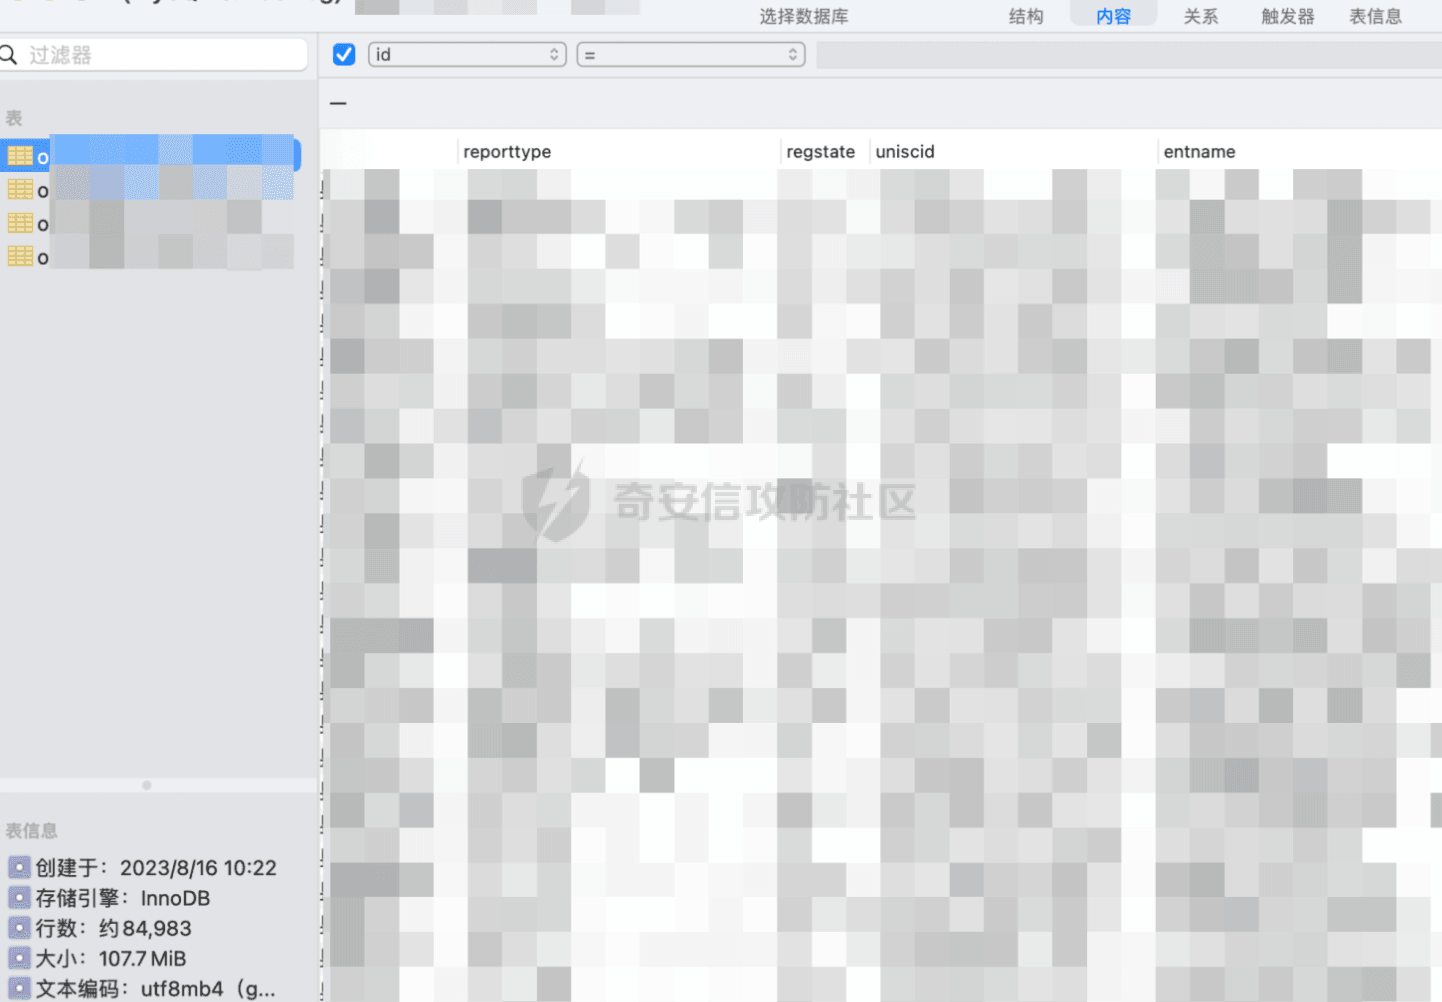 选择数据库 结构 内容 关系 触发器 表信息
过滤器 id =
表
reporttype regstate uniscid entname
o
o
o
o
奇安信攻防社区
表信息
创建于：2023/8/16 10:22
存储引擎：InnoDB
行数：约 84,983
大小：107.7 MiB
文本编码：utf8mb4（g...